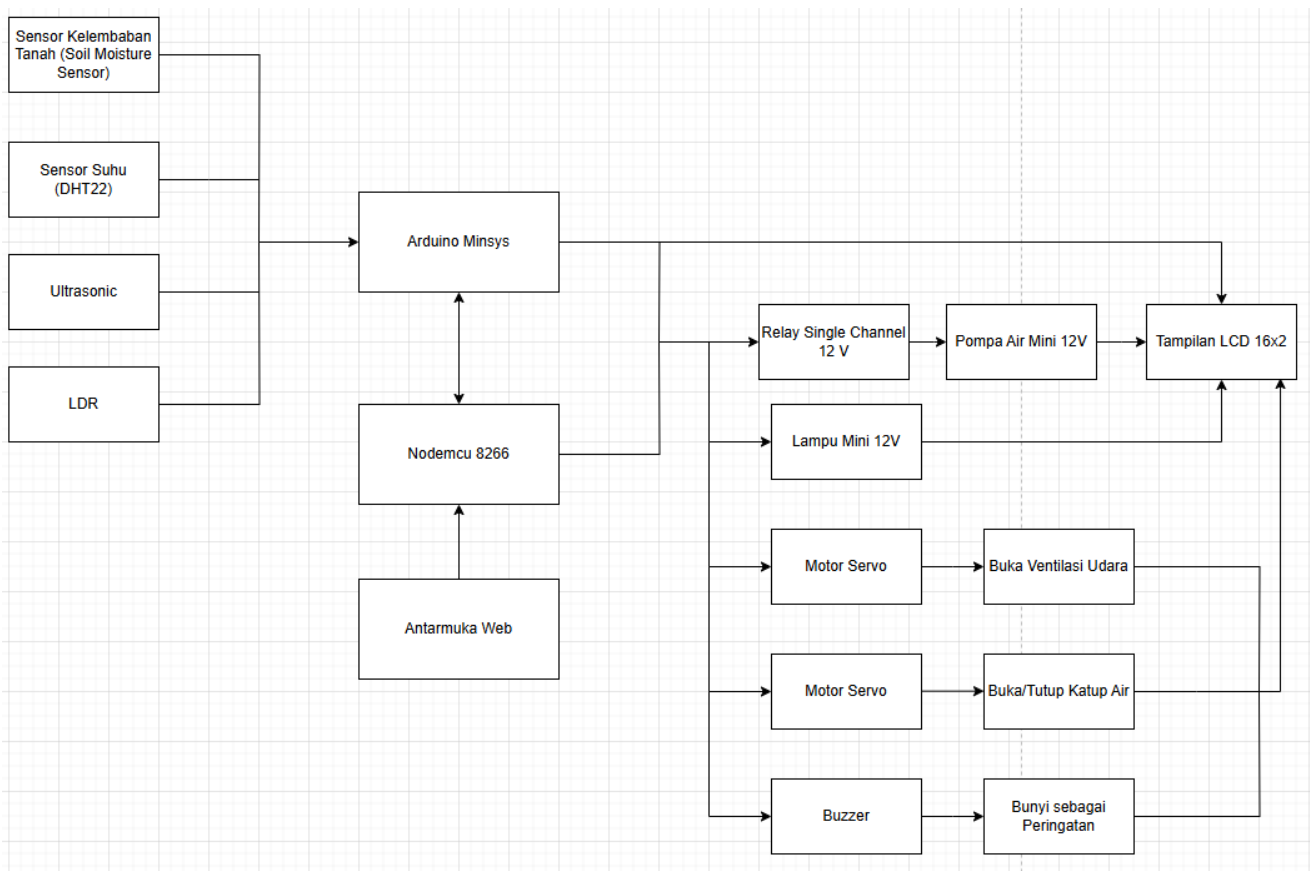 Sensor Kelembaban
Tanah (Soil Moisture
Sensor)
Sensor Suhu
(DHT22)
Ultrasonic
LDR
Arduino Minsys
Nodemcu 8266
Antarmuka Web
Relay Single Channel
12 V
Pompa Air Mini 12V
Tampilan LCD 16x2
Lampu Mini 12V
Motor Servo
Buka Ventilasi Udara
Motor Servo
Buka/Tutup Katup Air
Buzzer
Bunyi sebagai
Peringatan